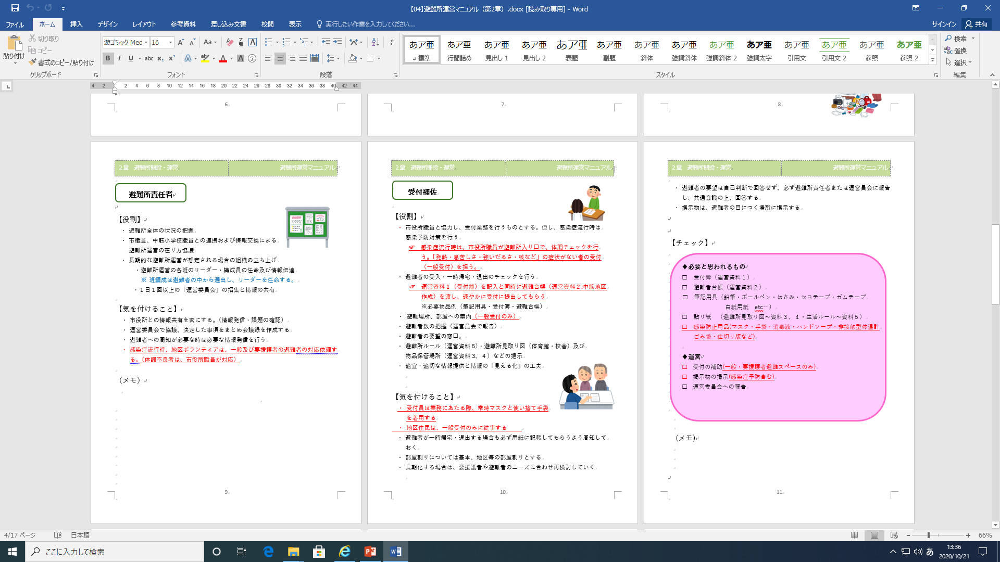 【04】避難所運営マニュアル（第2章）.docx [読み取り専用] - Word
ファイル ホーム 挿入 デザイン レイアウト 参考資料 差し込み文書 校閲 表示 実行したい作業を入力してください... サインイン 共有
貼り付け
切り取り
コピー
書式のコピー/貼り付け
クリップボード
游ゴシック Med 16
フォント
段落
あア亜 あア亜 あア亜 あア亜 あア亜 あア亜 あア亜 あア亜 あア亜 あア亜 あア亜 あア亜 あア亜 あア亜
標準 行間詰め 見出し 1 見出し 2 表題 副題 斜体 強調斜体 強調斜体 2 強調太字 引用文 引用文 2 参照 参照 2
スタイル
検索
置換
選択
編集
4 2 2 4 6 8 10 12 14 16 18 20 22 24 26 28 30 32 34 36 38 40 42 44
6
7
8
2章 避難所開設・運営 避難所運営マニュアル
避難所責任者
【役割】
・ 避難所全体の状況の把握
・ 市職員、中筋小学校職員との連携および情報交換による
避難所運営の在り方協議
・ 長期的な避難所運営が想定される場合の組織の立ち上げ
・避難所運営の各班のリーダー・構成員の任命及び情報伝達
※ 班編成は避難者の中から選出し、リーダーを任命する。
・1日1回以上の「運営委員会」の招集と情報の共有
【気を付けること】
・ 市役所との情報共有を密にする。（情報発信・課題の確認）
・ 運営委員会で協議、決定した事項をまとめ会議録を作成する
・ 避難者への周知が必要な時は必要な情報発信を行う
・ 感染症流行時、地区ボランティアは、一般及び要援護者の避難者の対応依頼す
る。（体調不良者は、市役所職員が対応）
（メモ）
9
2章 避難所開設・運営 避難所運営マニュアル
受付補佐
【役割】
・ 市役所職員と協力し、受付業務を行うものとする。但し、感染症流行時は
感染予防対策を行う
☞ 感染症流行時は、市役所職員が避難所入り口で、体調チェックを行
う。「発熱・息苦しさ・強いだるさ・咳など」の症状がない者の受付
（一般受付）を担う。
・ 避難者の受入・一時帰宅・退出のチェックを行う
☞ 運営資料1（受付簿）を記入と同時に避難台帳（運営資料2:中筋地区
作成）を渡し、速やかに受付に提出してもらう
※必要物品例（筆記用具・受付簿・避難台帳）
・ 避難場所、部屋への案内（一般受付のみ）
・ 避難者数の把握（運営員会で報告）
・ 避難者の要望の窓口。
・ 避難所ルール（運営資料5）・避難所見取り図（体育館・校舎）及び
物品保管場所（運営資料3、4）などの掲示
・ 適宜・適切な情報提供と情報の「見える化」の工夫
【気を付けること】
・ 受付員は業務にあたる際、常時マスクと使い捨て手袋
を着用する
・ 地区住民は、一般受付のみに従事する
・ 避難者が一時帰宅・退出する場合も必ず用紙に記載してもらうよう周知して
おく
・ 部屋割りについては基本、地区毎の部屋割りとする
・ 長期化する場合は、要援護者や避難者のニーズに合わせ再検討していく
10
2章 避難所開設・運営 避難所運営マニュアル
・ 避難者の要望は自己判断で回答せず、必ず避難所責任者または運営員会に報告
し、共通意識の上、回答する
・ 掲示物は、避難者の目につく場所に掲示する
【チェック】
♦必要と思われるもの
□ 受付簿（運営資料1）
□ 避難者台帳（運営資料2）
□ 筆記用具（鉛筆・ボールペン・はさみ・セロテープ・ガムテープ
白紙用紙 etc…）
□ 貼り紙 （避難所見取り図～資料3、4・生活ルール～資料5）
□ 感染防止用品(マスク・手袋・消毒液・ハンドソープ・非接触型体温計
ごみ袋・仕切り版など)
♦運営
□ 受付の補助(一般・要援護者避難スペースのみ)
□ 掲示物の掲示(感染症予防含む)
□ 運営委員会への報告
（メモ）
11
4/17 ページ 日本語 66%
ここに入力して検索
あ
13:36
2020/10/21